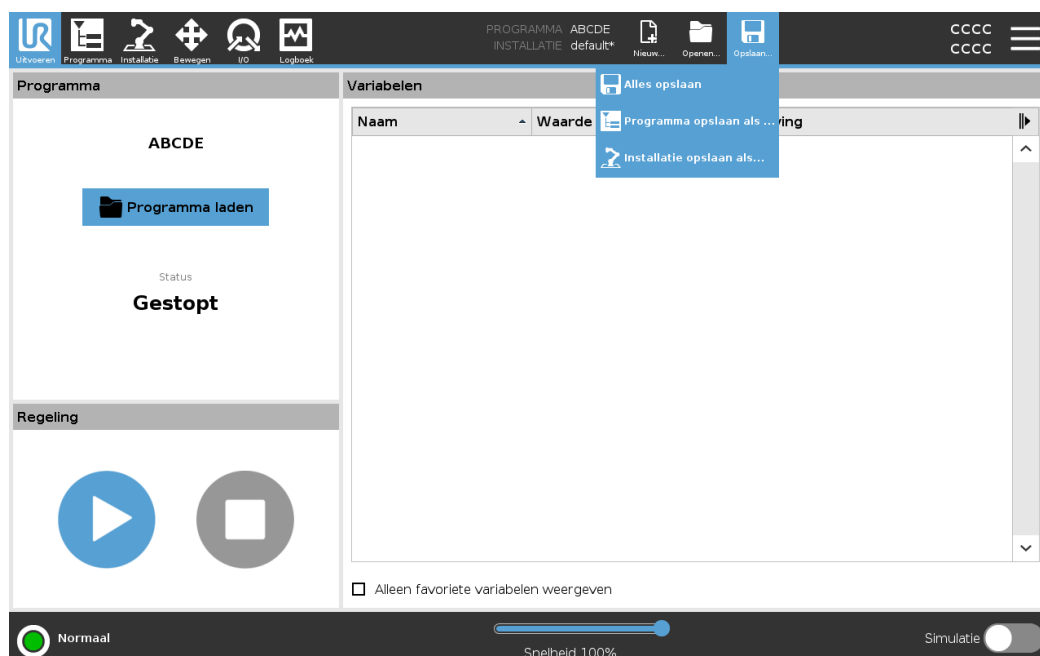 PROGRAMMA ABCDE
INSTALLATIE default*
Uitvoeren Programma Installatie Bewegen I/O Logboek
Nieuw... Openen... Opslaan...
CCCC
CCCC
Programma
Variabelen
Alles opslaan
Programma opslaan als ...
Installatie opslaan als...
Naam Waarde ving
ABCDE
Programma laden
Status
Gestopt
Regeling
Alleen favoriete variabelen weergeven
Normaal
Snelheid 100%
Simulatie